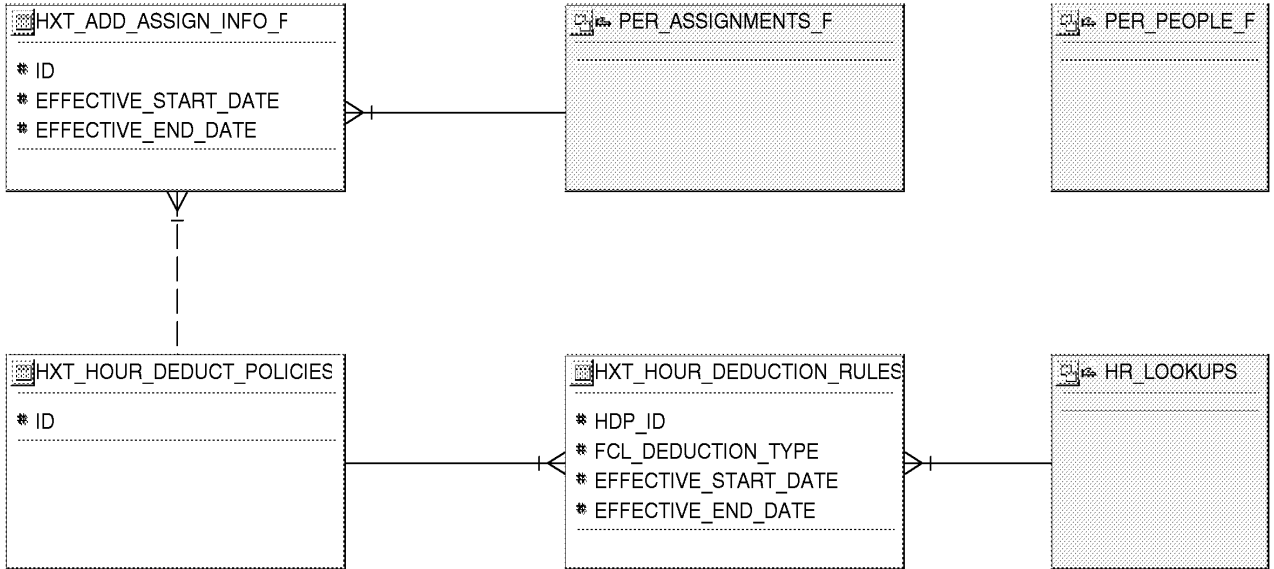 HXT_ADD_ASSIGN_INFO_F
# ID
# EFFECTIVE_START_DATE
# EFFECTIVE_END_DATE
PER_ASSIGNMENTS_F
PER_PEOPLE_F
HXT_HOUR_DEDUCT_POLICIES
# ID
HXT_HOUR_DEDUCTION_RULES
# HDP_ID
# FCL_DEDUCTION_TYPE
# EFFECTIVE_START_DATE
# EFFECTIVE_END_DATE
HR_LOOKUPS